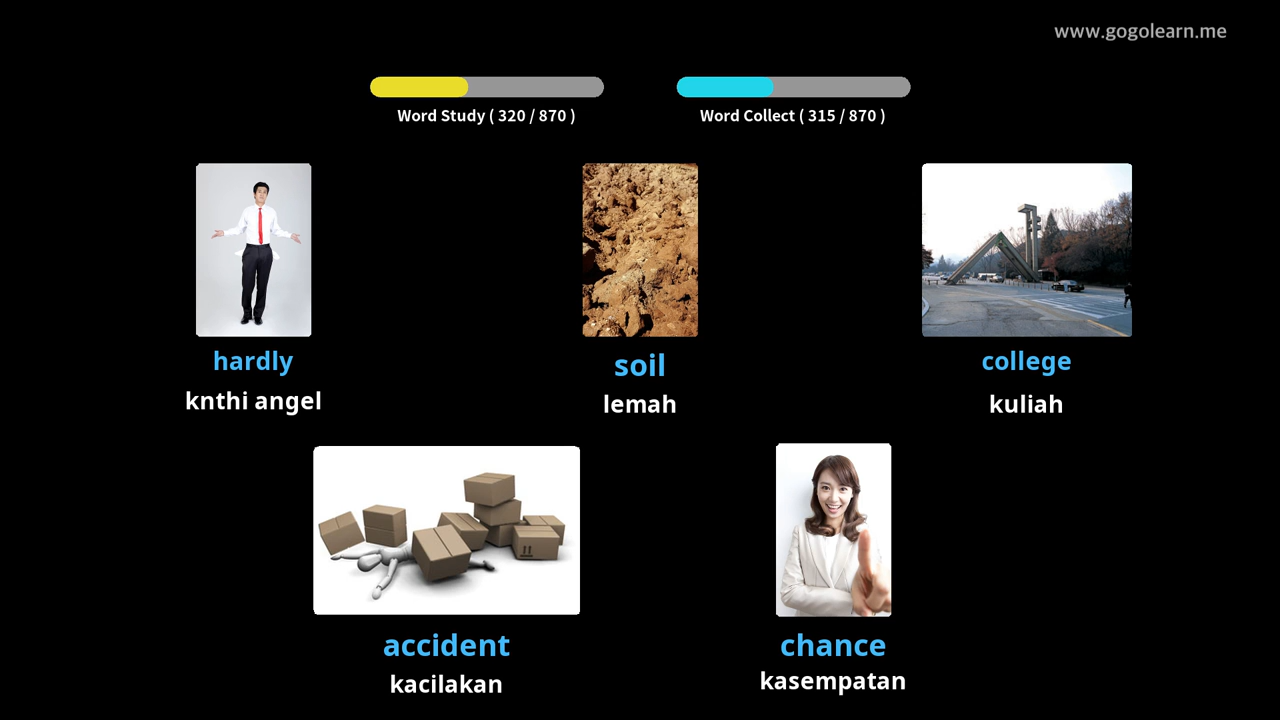 www.gogolearn.me
Word Study ( 320 / 870 )
Word Collect ( 315 / 870 )
hardly
knthi angel
soil
lemah
college
kuliah
accident
kacilakan
chance
kasempatan